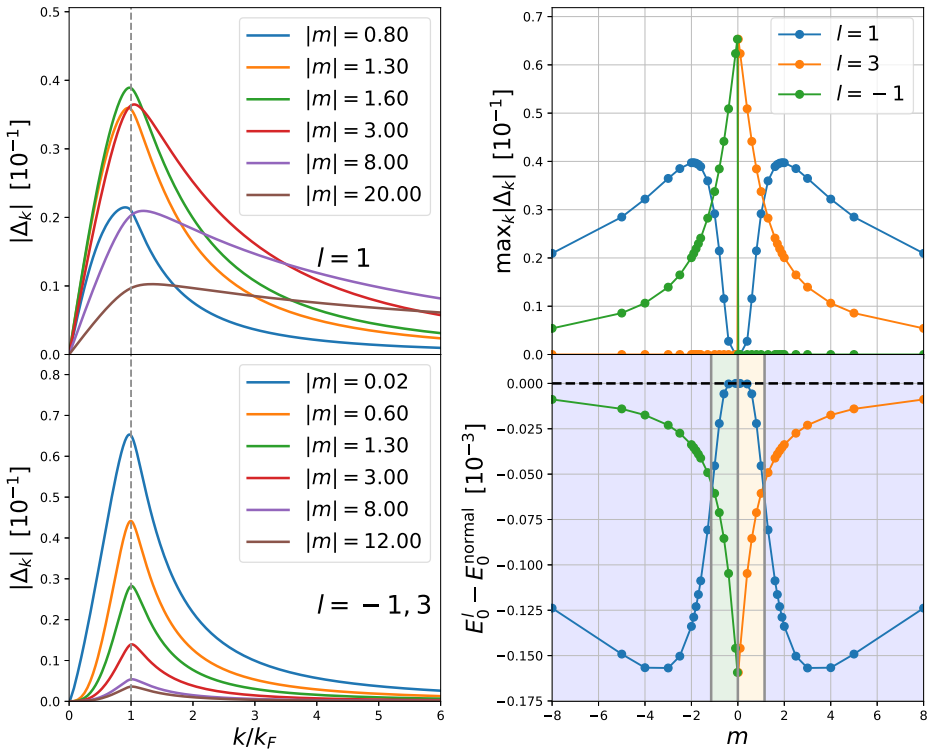 |Δ_k| [10^{-1}]
0.5
0.4
0.3
0.2
0.1
0.0
|m| = 0.80
|m| = 1.30
|m| = 1.60
|m| = 3.00
|m| = 8.00
|m| = 20.00
l = 1
max_k|Δ_k| [10^{-1}]
0.7
0.6
0.5
0.4
0.3
0.2
0.1
0.0
l = 1
l = 3
l = −1
|Δ_k| [10^{-1}]
0.8
0.7
0.6
0.5
0.4
0.3
0.2
0.1
0.0
|m| = 0.02
|m| = 0.60
|m| = 1.30
|m| = 3.00
|m| = 8.00
|m| = 12.00
l = −1, 3
0 1 2 3 4 5 6
k/k_F
E_0^l − E_0^{normal} [10^{-3}]
0.000
−0.025
−0.050
−0.075
−0.100
−0.125
−0.150
−0.175
−8 −6 −4 −2 0 2 4 6 8
m